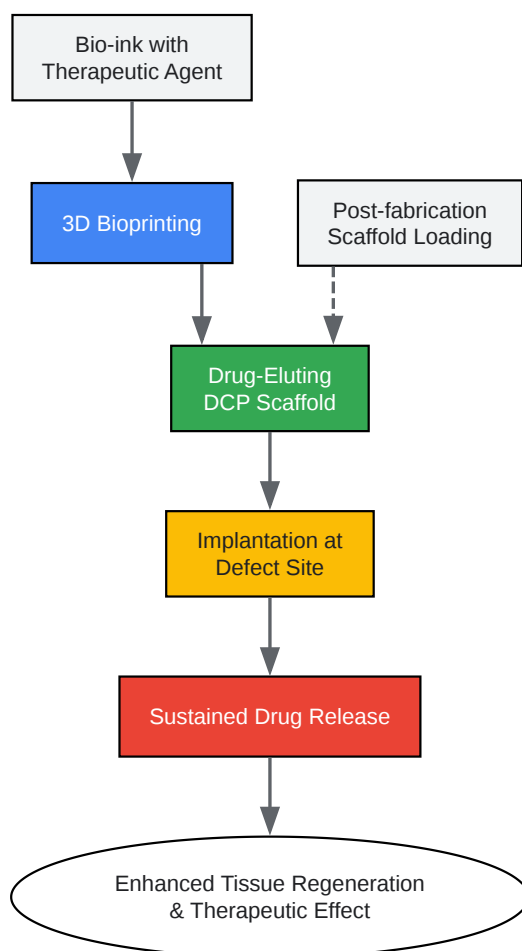 Bio-ink with
Therapeutic Agent
3D Bioprinting
Post-fabrication
Scaffold Loading
Drug-Eluting
DCP Scaffold
Implantation at
Defect Site
Sustained Drug Release
Enhanced Tissue Regeneration
& Therapeutic Effect